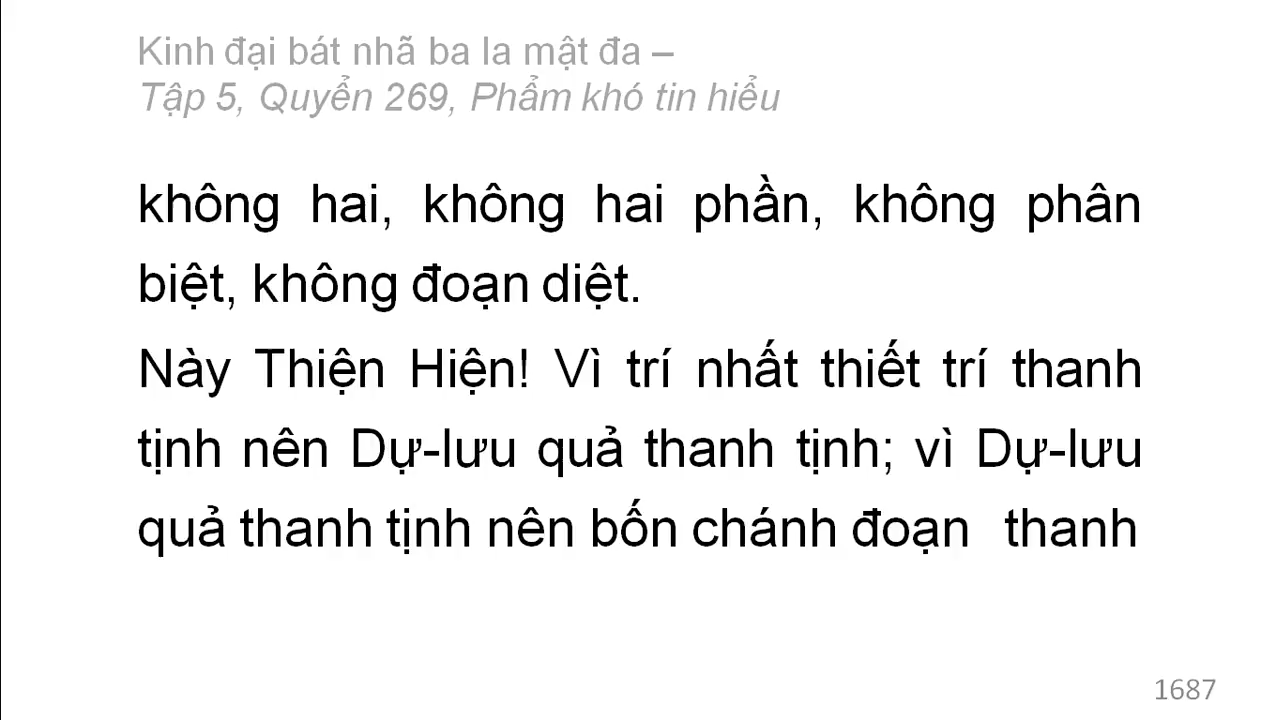 Kinh đại bát nhã ba la mật đa –
Tập 5, Quyển 269, Phẩm khó tin hiểu
không hai, không hai phần, không phân
biệt, không đoạn diệt.
Này Thiện Hiện! Vì trí nhất thiết trí thanh
tịnh nên Dự-lưu quả thanh tịnh; vì Dự-lưu
quả thanh tịnh nên bốn chánh đoạn thanh
1687